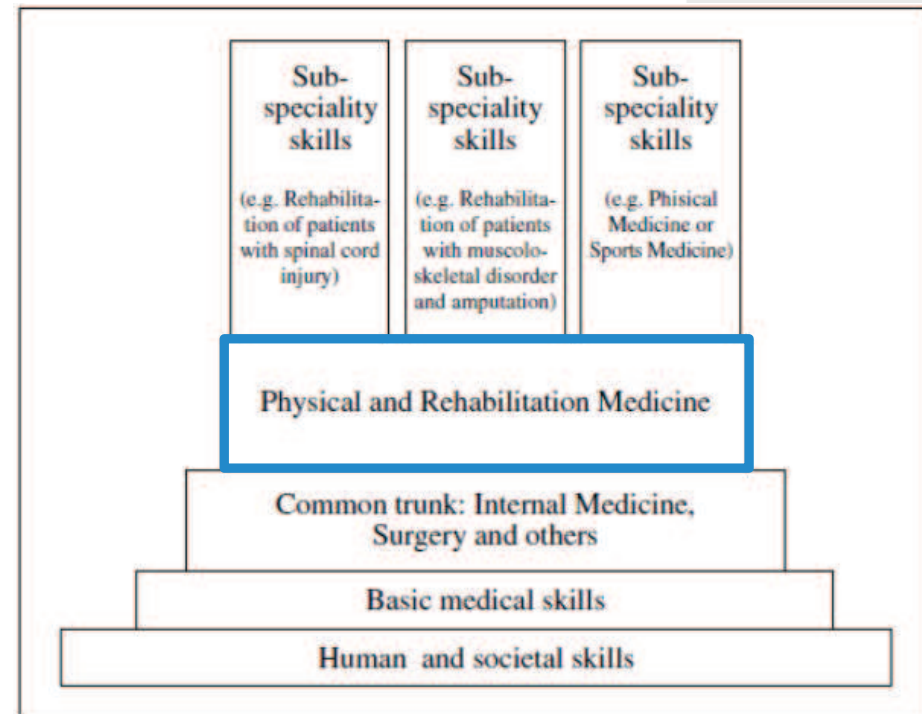 Sub-
speciality
skills
(e.g. Rehabilita-
tion of patients
with spinal cord
injury)
Sub-
speciality
skills
(e.g. Rehabilita-
tion of patients
with muscolo-
skeletal disorder
and amputation)
Sub-
speciality
skills
(e.g. Phisical
Medicine or
Sports Medicine)
Physical and Rehabilitation Medicine
Common trunk: Internal Medicine,
Surgery and others
Basic medical skills
Human and societal skills